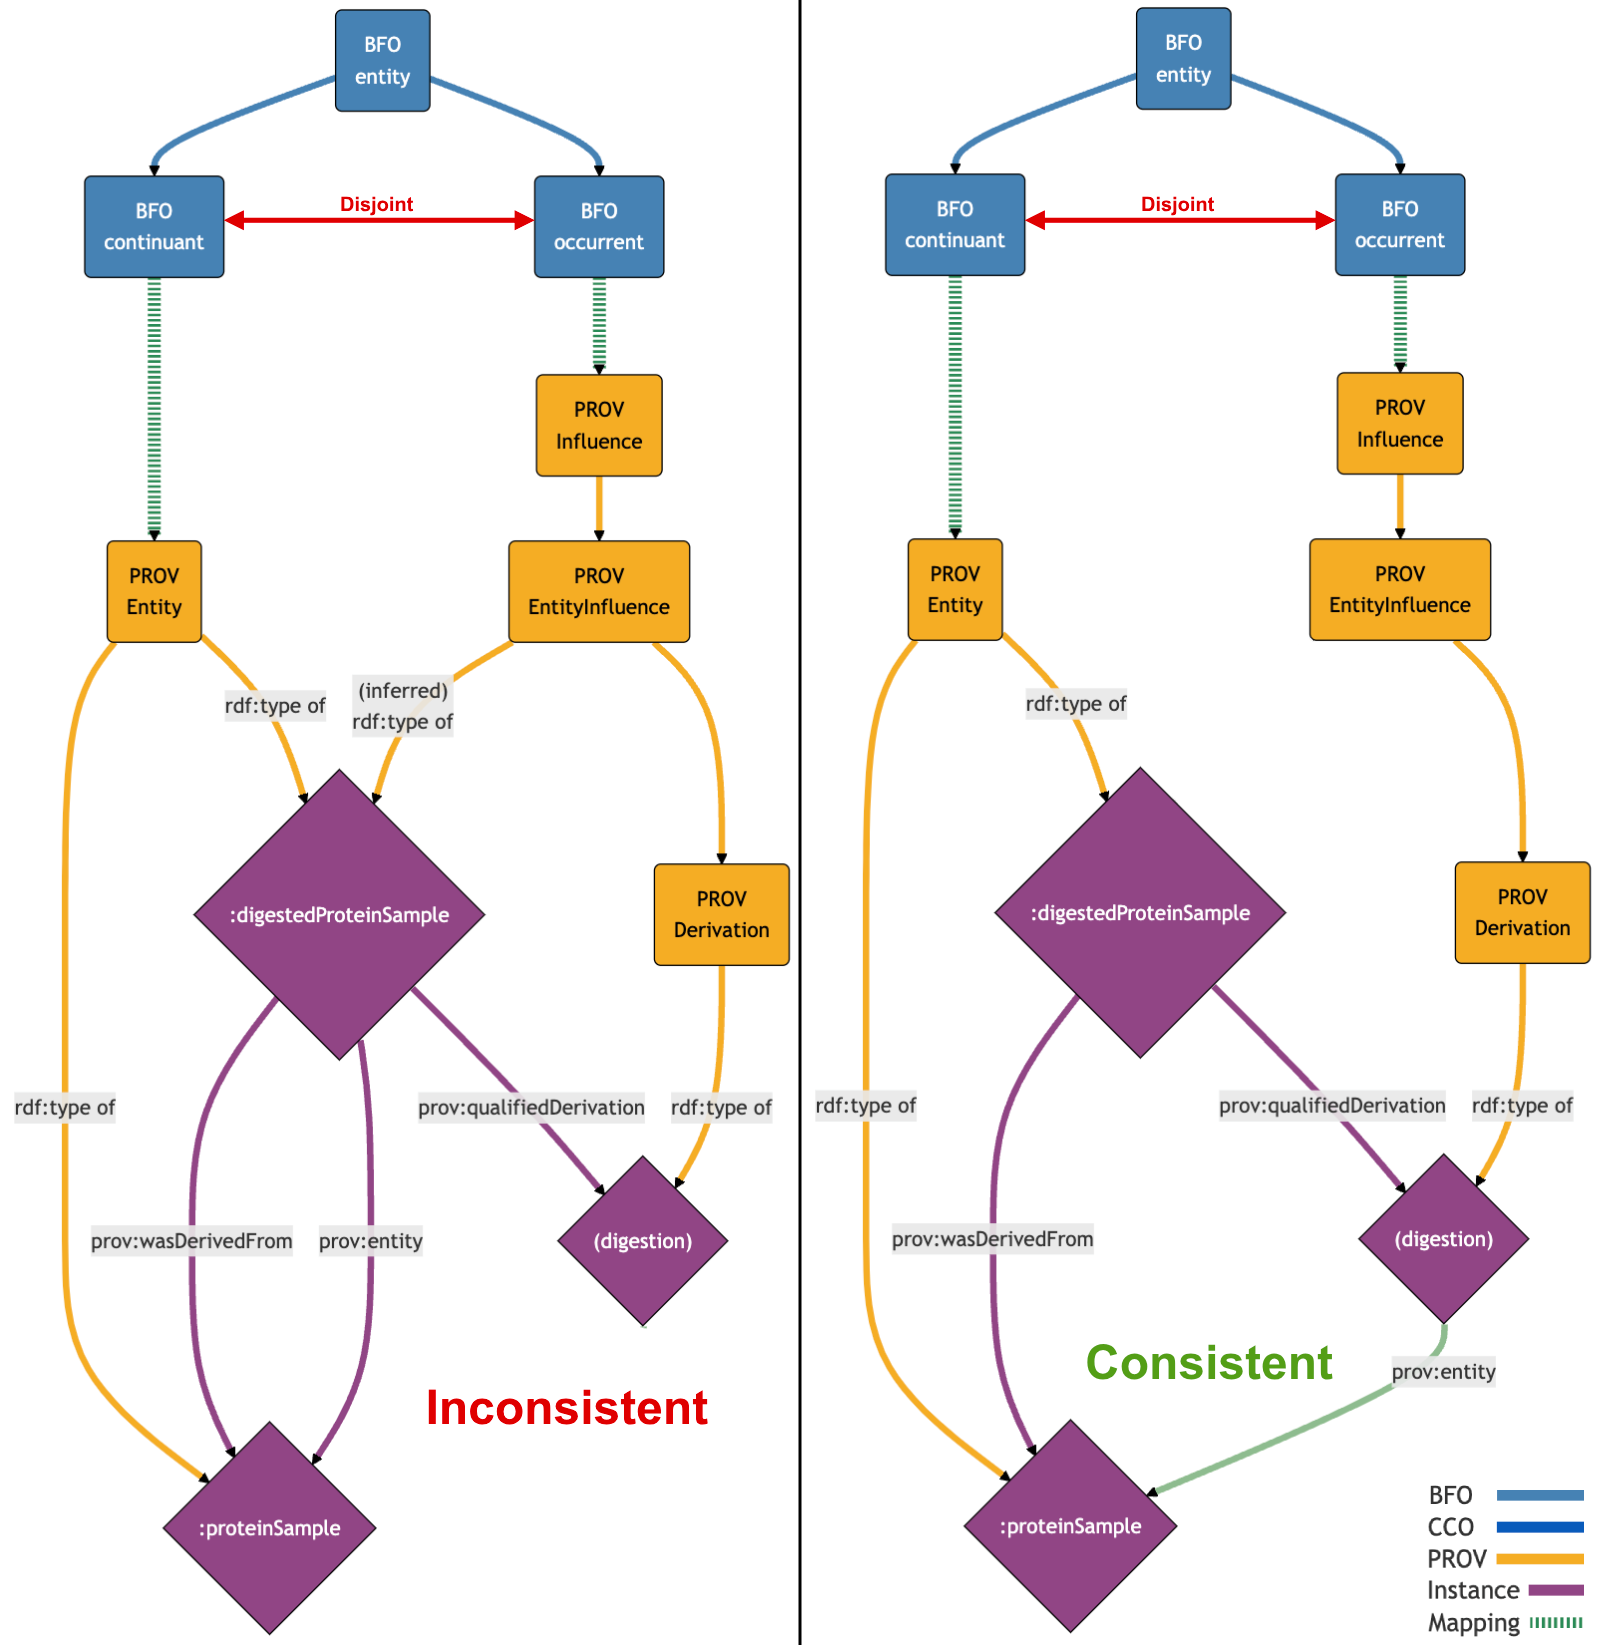 BFO
entity
BFO
continuant
Disjoint
BFO
occurrent
PROV
Influence
PROV
Entity
PROV
EntityInfluence
rdf:type of
(inferred)
rdf:type of
:digestedProteinSample
PROV
Derivation
rdf:type of
prov:qualifiedDerivation
rdf:type of
prov:wasDerivedFrom
prov:entity
(digestion)
Inconsistent
:proteinSample
BFO
entity
BFO
continuant
Disjoint
BFO
occurrent
PROV
Influence
PROV
Entity
PROV
EntityInfluence
rdf:type of
:digestedProteinSample
PROV
Derivation
rdf:type of
prov:qualifiedDerivation
rdf:type of
prov:wasDerivedFrom
(digestion)
Consistent
prov:entity
:proteinSample
BFO
CCO
PROV
Instance
Mapping